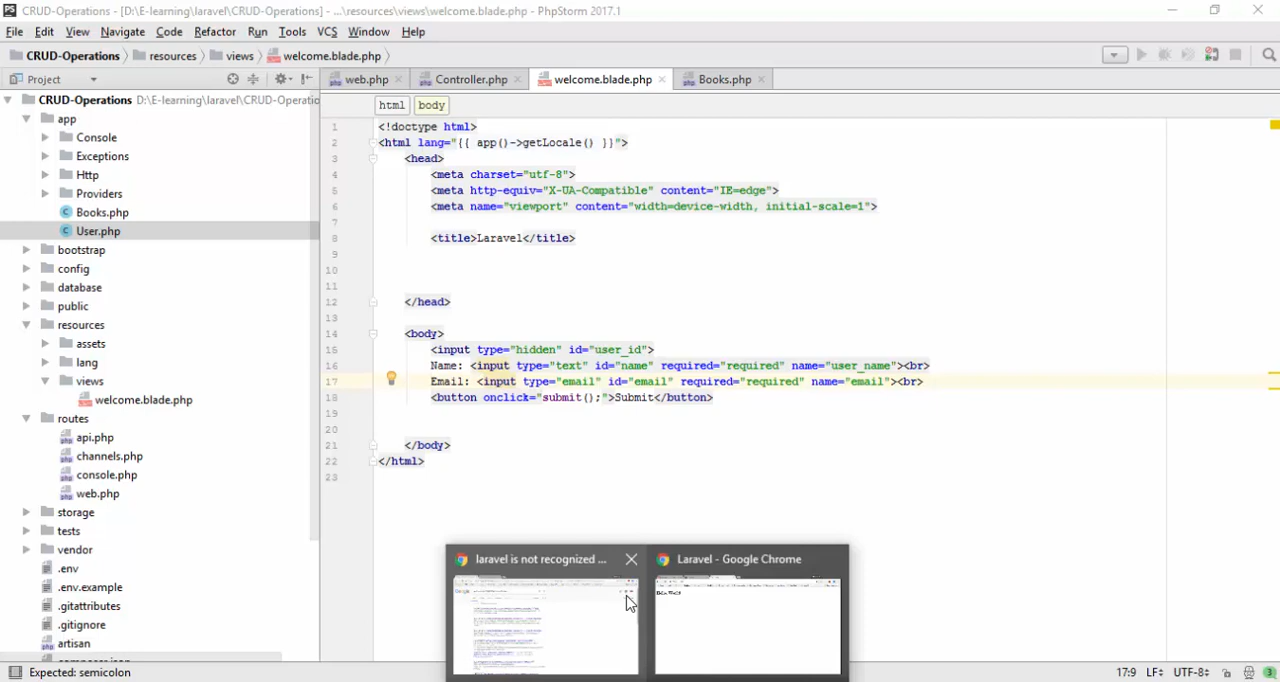 PS CRUD-Operations - [D:\E-learning\laravel\CRUD-Operations] - ...\resources\views\welcome.blade.php - PhpStorm 2017.1
File Edit View Navigate Code Refactor Run Tools VCS Window Help
CRUD-Operations resources views welcome.blade.php
Project web.php Controller.php welcome.blade.php Books.php
CRUD-Operations D:\E-learning\laravel\CRUD-Operatio
app
Console
Exceptions
Http
Providers
Books.php
User.php
bootstrap
config
database
public
resources
assets
lang
views
welcome.blade.php
routes
api.php
channels.php
console.php
web.php
storage
tests
vendor
.env
.env.example
.gitattributes
.gitignore
artisan
html body
1 <!doctype html>
2 <html lang="{{ app()->getLocale() }}">
3 <head>
4 <meta charset="utf-8">
5 <meta http-equiv="X-UA-Compatible" content="IE=edge">
6 <meta name="viewport" content="width=device-width, initial-scale=1">
7
8 <title>Laravel</title>
9
10
11
12 </head>
13
14 <body>
15 <input type="hidden" id="user_id">
16 Name: <input type="text" id="name" required="required" name="user_name"><br>
17 Email: <input type="email" id="email" required="required" name="email"><br>
18 <button onclick="submit();">Submit</button>
19
20
21 </body>
22 </html>
23
laravel is not recognized ... Laravel - Google Chrome
Expected: semicolon 17:9 LF UTF-8 3